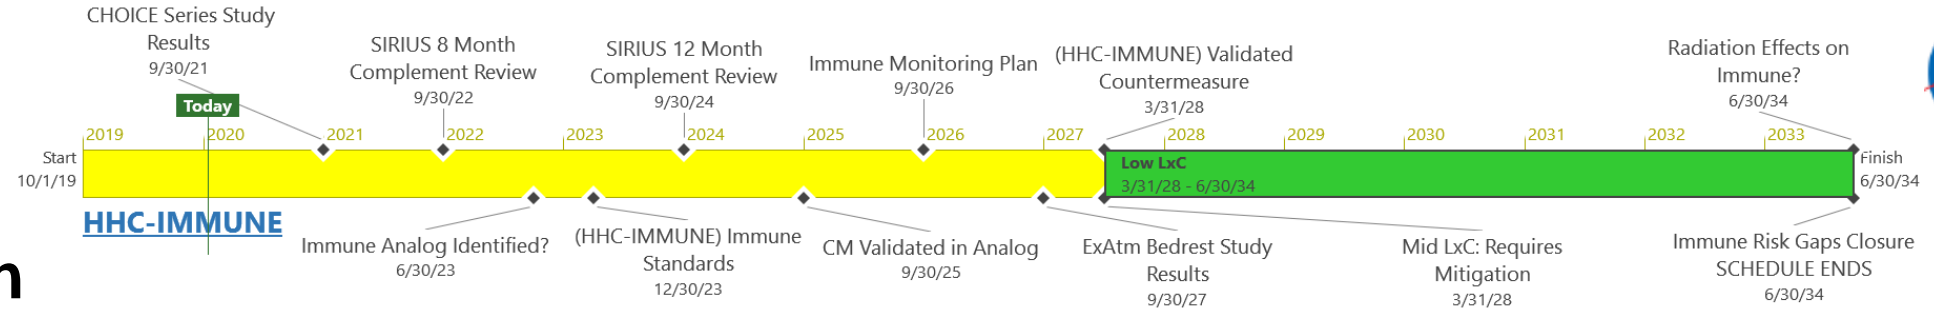 CHOICE Series Study
Results
9/30/21
SIRIUS 8 Month
Complement Review
9/30/22
SIRIUS 12 Month
Complement Review
9/30/24
Immune Monitoring Plan
9/30/26
(HHC-IMMUNE) Validated
Countermeasure
3/31/28
Radiation Effects on
Immune?
6/30/34
Today
2019 2020 2021 2022 2023 2024 2025 2026 2027 2028 2029 2030 2031 2032 2033
Start
10/1/19
Low LxC
3/31/28 - 6/30/34
Finish
6/30/34
HHC-IMMUNE
Immune Analog Identified?
6/30/23
(HHC-IMMUNE) Immune
Standards
12/30/23
CM Validated in Analog
9/30/25
ExAtm Bedrest Study
Results
9/30/27
Mid LxC: Requires
Mitigation
3/31/28
Immune Risk Gaps Closure
SCHEDULE ENDS
6/30/34
n